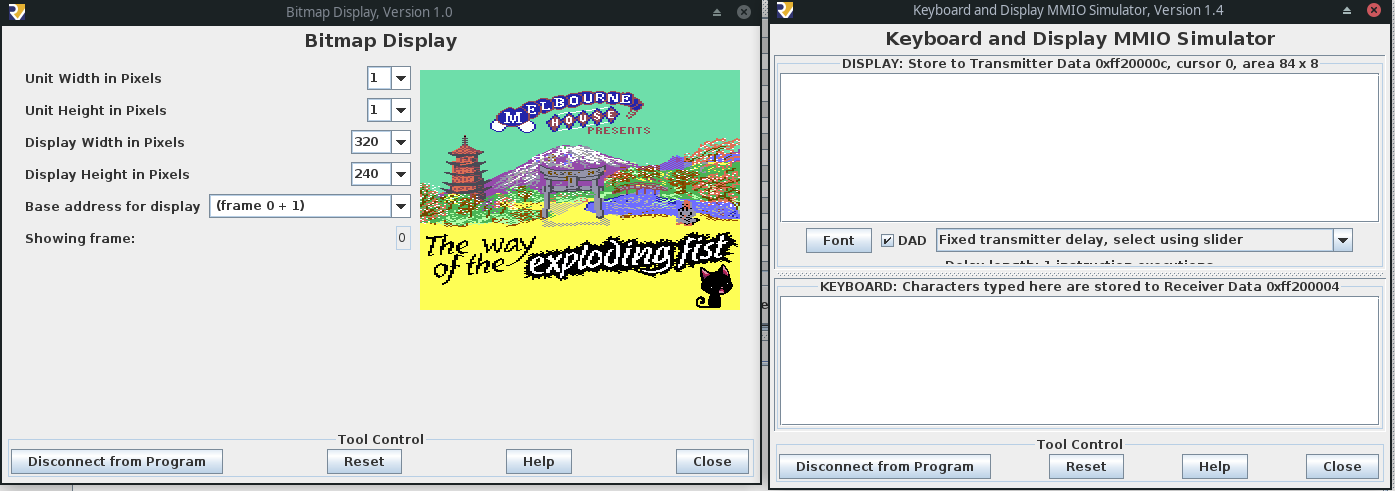 Bitmap Display, Version 1.0
Bitmap Display
Unit Width in Pixels 1
Unit Height in Pixels 1
Display Width in Pixels 320
Display Height in Pixels 240
Base address for display (frame 0 + 1)
Showing frame: 0
MELBOURNE
HOUSE
PRESENTS
The way
of the exploding fist
Tool Control
Disconnect from Program Reset Help Close
Keyboard and Display MMIO Simulator, Version 1.4
Keyboard and Display MMIO Simulator
DISPLAY: Store to Transmitter Data 0xff20000c, cursor 0, area 84 x 8
Font DAD Fixed transmitter delay, select using slider
Delay length: 1 instruction executions
KEYBOARD: Characters typed here are stored to Receiver Data 0xff200004
Tool Control
Disconnect from Program Reset Help Close